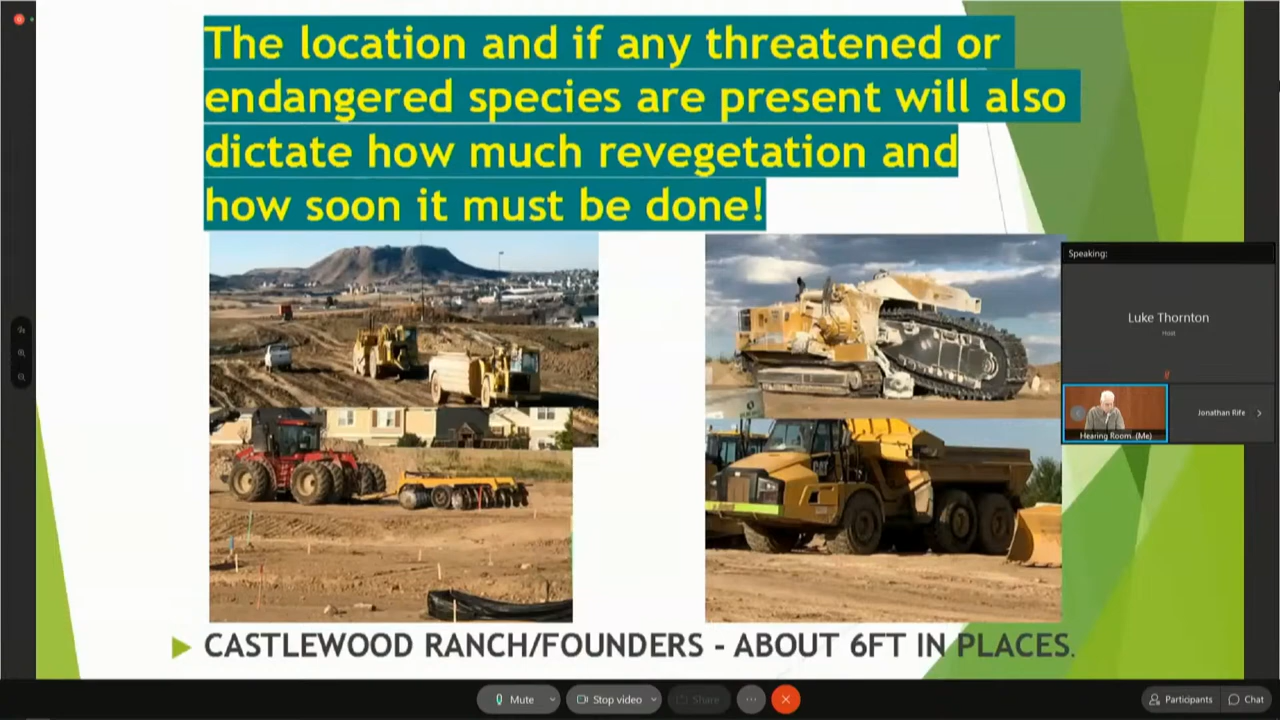 The location and if any threatened or
endangered species are present will also
dictate how much revegetation and
how soon it must be done!
CAT
CASTLEWOOD RANCH/FOUNDERS - ABOUT 6FT IN PLACES.
Speaking:
Luke Thornton
Host
Hearing Room (Me)
Jonathan Rife
Mute
Stop video
Share
Participants
Chat